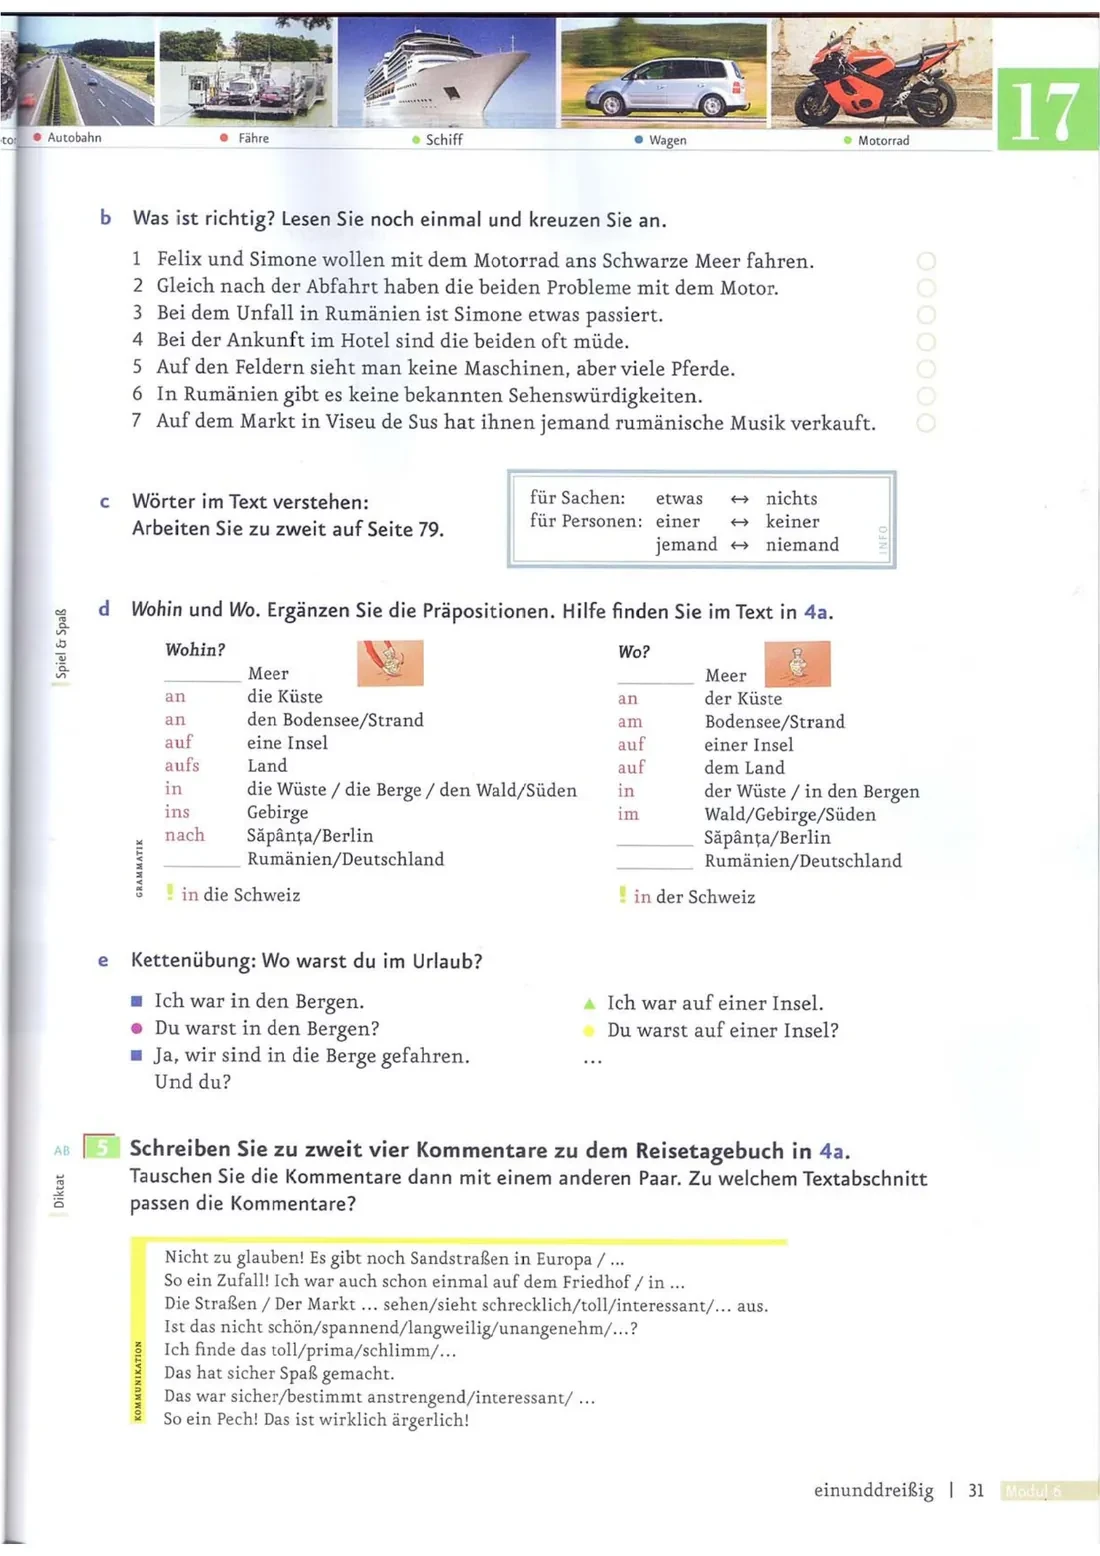 17
Autobahn
Fähre
Schiff
Wagen
Motorrad
b Was ist richtig? Lesen Sie noch einmal und kreuzen Sie an.
1 Felix und Simone wollen mit dem Motorrad ans Schwarze Meer fahren.
2 Gleich nach der Abfahrt haben die beiden Probleme mit dem Motor.
3 Bei dem Unfall in Rumänien ist Simone etwas passiert.
4 Bei der Ankunft im Hotel sind die beiden oft müde.
5 Auf den Feldern sieht man keine Maschinen, aber viele Pferde.
6 In Rumänien gibt es keine bekannten Sehenswürdigkeiten.
7 Auf dem Markt in Viseu de Sus hat ihnen jemand rumänische Musik verkauft.
c Wörter im Text verstehen:
Arbeiten Sie zu zweit auf Seite 79.
für Sachen: etwas ↔ nichts
für Personen: einer ↔ keiner
jemand ↔ niemand
INFO
Spiel & Spaß
d Wohin und Wo. Ergänzen Sie die Präpositionen. Hilfe finden Sie im Text in 4a.
Wohin?
________ Meer
an die Küste
an den Bodensee/Strand
auf eine Insel
aufs Land
in die Wüste / die Berge / den Wald/Süden
ins Gebirge
nach Săpânța/Berlin
________ Rumänien/Deutschland
! in die Schweiz
Wo?
________ Meer
an der Küste
am Bodensee/Strand
auf einer Insel
auf dem Land
in der Wüste / in den Bergen
im Wald/Gebirge/Süden
________ Săpânța/Berlin
________ Rumänien/Deutschland
! in der Schweiz
GRAMMATIK
e Kettenübung: Wo warst du im Urlaub?
Ich war in den Bergen.
Du warst in den Bergen?
Ja, wir sind in die Berge gefahren.
Und du?
Ich war auf einer Insel.
Du warst auf einer Insel?
...
AB 5 Schreiben Sie zu zweit vier Kommentare zu dem Reisetagebuch in 4a.
Tauschen Sie die Kommentare dann mit einem anderen Paar. Zu welchem Textabschnitt
passen die Kommentare?
Diktat
Nicht zu glauben! Es gibt noch Sandstraßen in Europa / ...
So ein Zufall! Ich war auch schon einmal auf dem Friedhof / in ...
Die Straßen / Der Markt ... sehen/sieht schrecklich/toll/interessant/... aus.
Ist das nicht schön/spannend/langweilig/unangenehm/...?
Ich finde das toll/prima/schlimm/...
Das hat sicher Spaß gemacht.
Das war sicher/bestimmt anstrengend/interessant/ ...
So ein Pech! Das ist wirklich ärgerlich!
KOMMUNIKATION
einunddreißig | 31 Modul 6